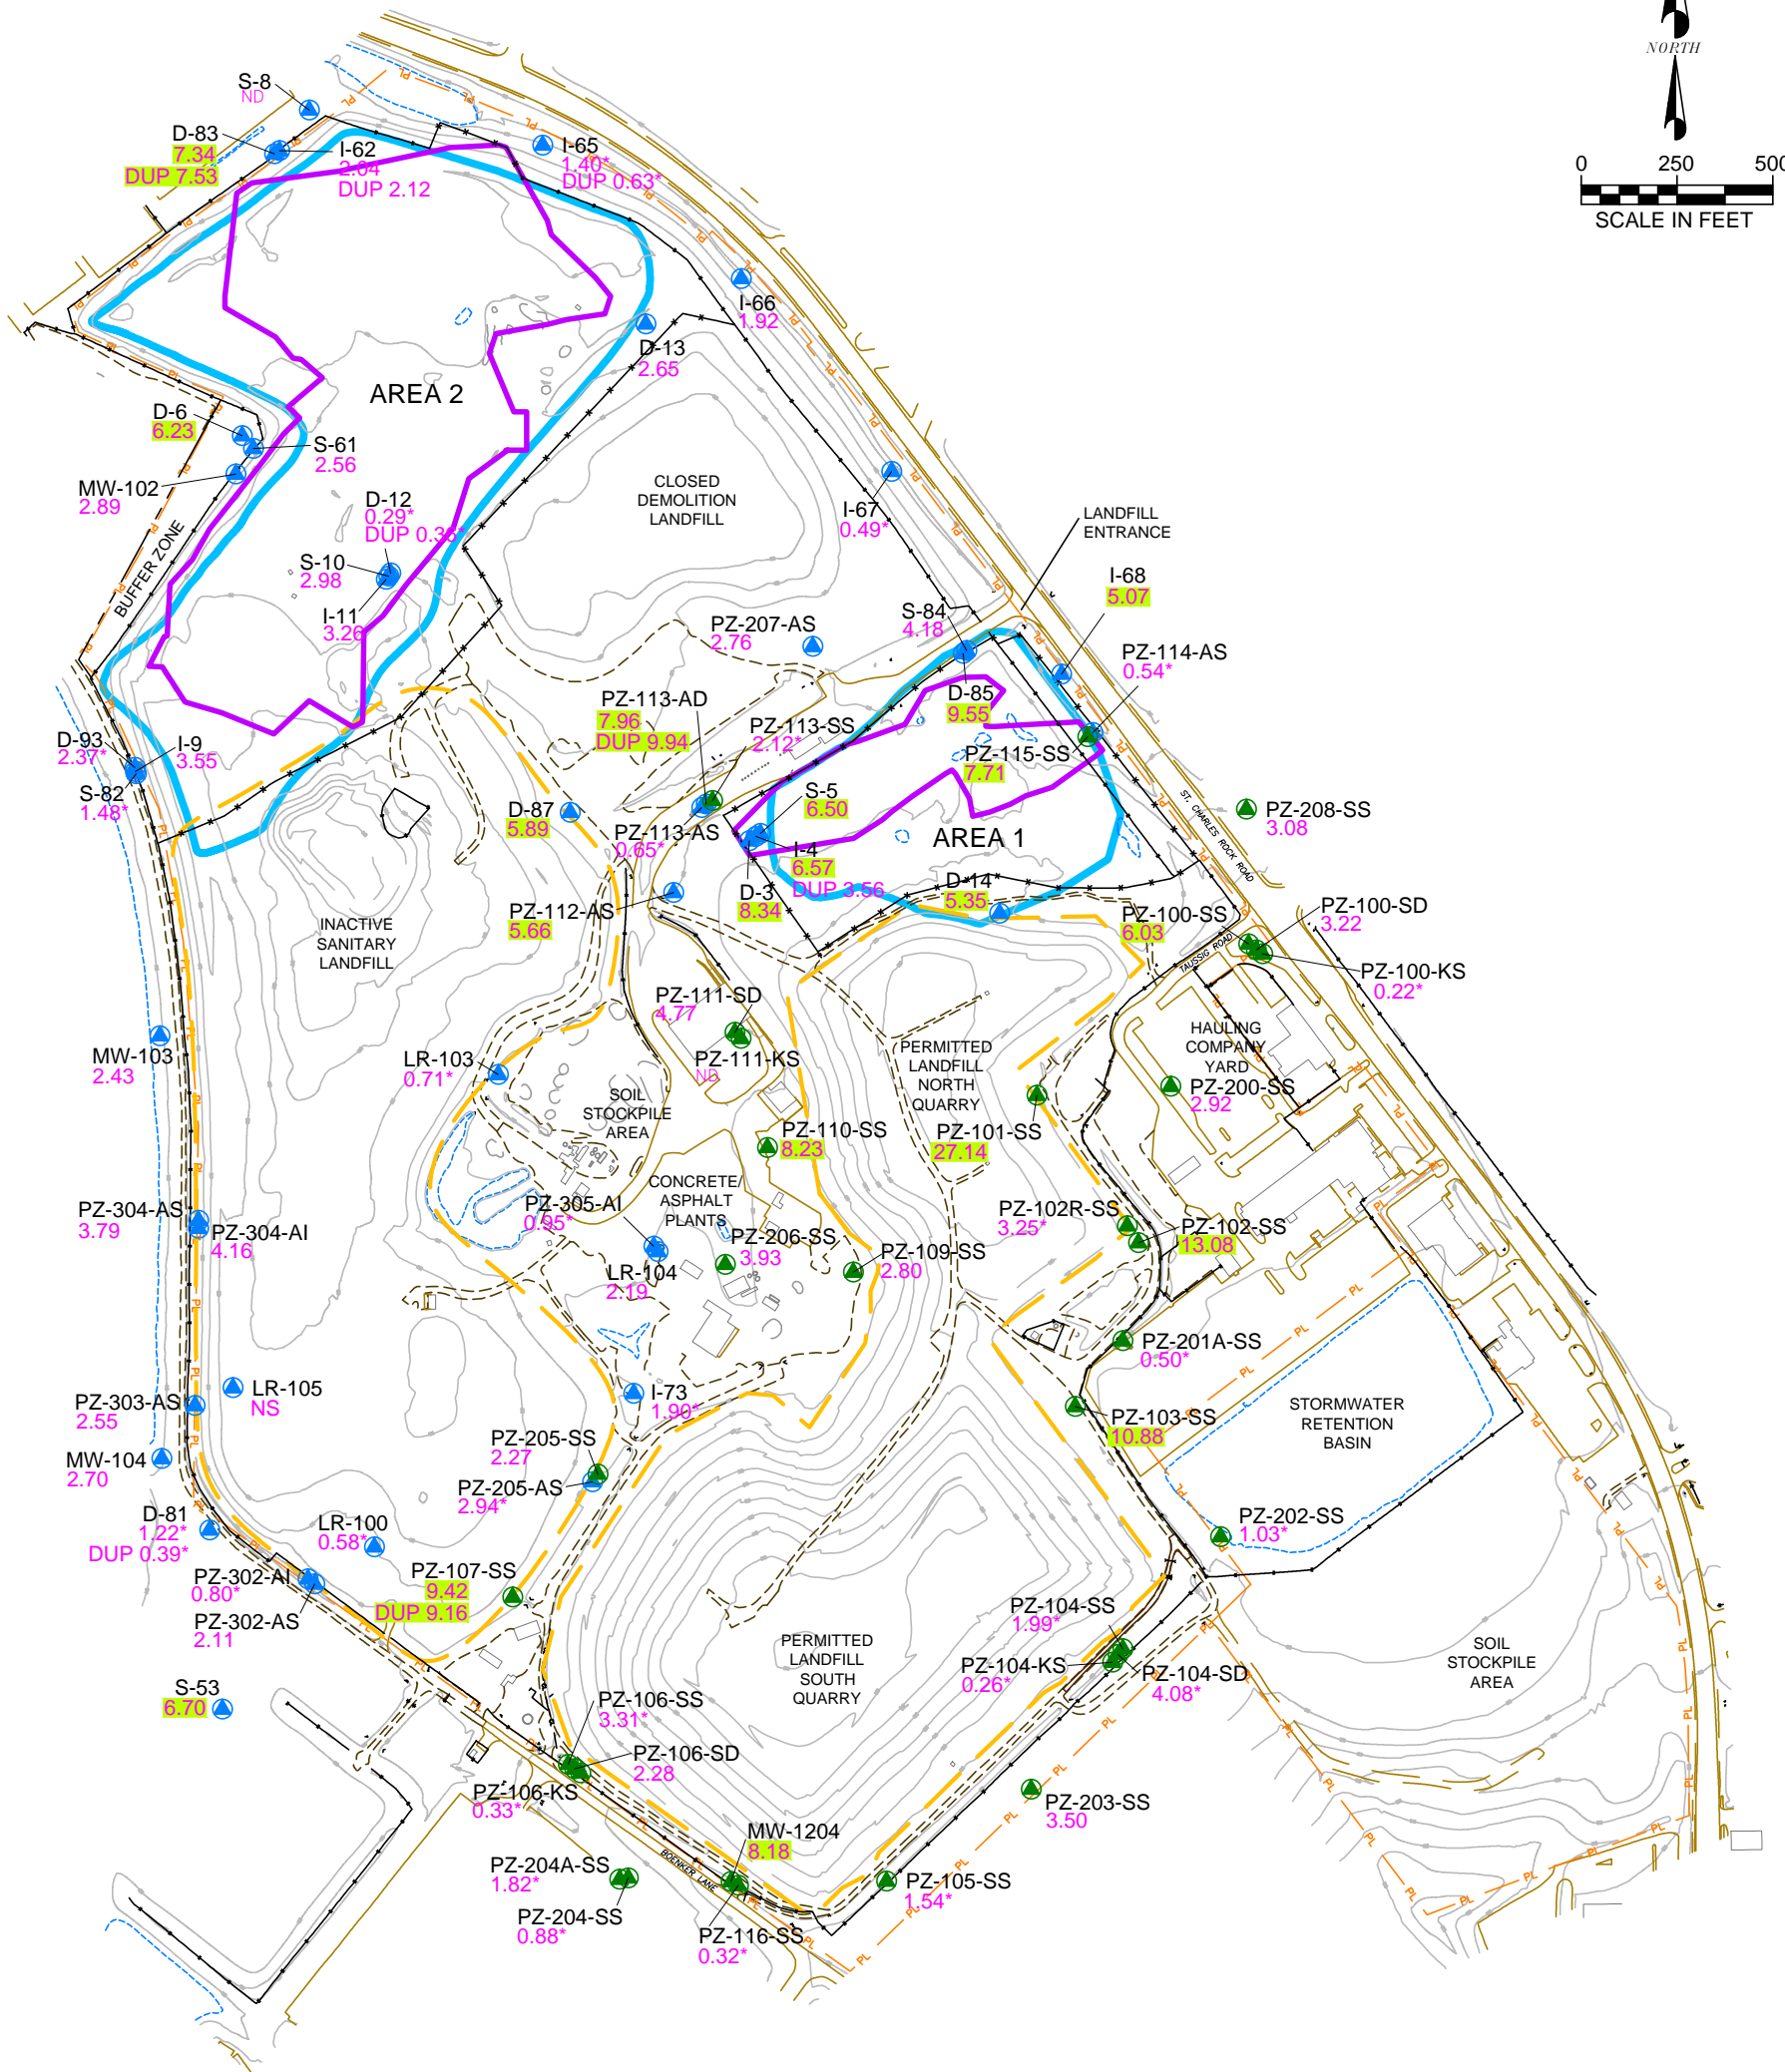 NORTH
0 250 500
SCALE IN FEET
S-8
ND
D-83
7.34
DUP 7.53
I-62
2.04
DUP 2.12
I-65
1.40*
DUP 0.63*
I-66
1.92
D-13
2.65
AREA 2
D-6
6.23
S-61
2.56
MW-102
2.89
BUFFER ZONE
D-12
0.29*
DUP 0.36*
S-10
2.98
I-11
3.26
CLOSED
DEMOLITION
LANDFILL
I-67
0.49*
LANDFILL
ENTRANCE
I-68
5.07
S-84
4.18
PZ-207-AS
2.76
PZ-114-AS
0.54*
D-85
9.55
PZ-113-AD
7.96
DUP 9.94
PZ-113-SS
2.12*
PZ-115-SS
7.71
D-93
2.37*
I-9
3.55
S-82
1.48*
D-87
5.89
S-5
6.50
PZ-113-AS
0.65*
AREA 1
I-4
6.57
DUP 3.56
D-3
8.34
D-14
5.35
ST. CHARLES ROCK ROAD
PZ-208-SS
3.08
PZ-112-AS
5.66
PZ-100-SS
6.03
PZ-100-SD
3.22
TAUSSIG ROAD
PZ-100-KS
0.22*
INACTIVE
SANITARY
LANDFILL
PZ-111-SD
4.77
PZ-111-KS
ND
MW-103
2.43
LR-103
0.71*
SOIL
STOCKPILE
AREA
PERMITTED
LANDFILL
NORTH
QUARRY
HAULING
COMPANY
YARD
PZ-200-SS
2.92
PZ-110-SS
8.23
PZ-101-SS
27.14
CONCRETE/
ASPHALT
PLANTS
PZ-304-AS
3.79
PZ-304-AI
4.16
PZ-305-AI
0.95*
LR-104
2.19
PZ-206-SS
3.93
PZ-109-SS
2.80
PZ-102R-SS
3.25*
PZ-102-SS
13.08
PZ-201A-SS
0.50*
LR-105
NS
PZ-303-AS
2.55
I-73
1.90*
PZ-103-SS
10.88
STORMWATER
RETENTION
BASIN
MW-104
2.70
PZ-205-SS
2.27
PZ-205-AS
2.94*
D-81
1.22*
DUP 0.39*
LR-100
0.58*
PZ-202-SS
1.03*
PZ-302-AI
0.80*
PZ-302-AS
2.11
PZ-107-SS
9.42
DUP 9.16
PZ-104-SS
1.99*
PZ-104-KS
0.26*
PZ-104-SD
4.08*
PERMITTED
LANDFILL
SOUTH
QUARRY
SOIL
STOCKPILE
AREA
S-53
6.70
PZ-106-SS
3.31*
PZ-106-SD
2.28
PZ-106-KS
0.33*
PZ-203-SS
3.50
MW-1204
8.18
BOENKER LANE
PZ-204A-SS
1.82*
PZ-204-SS
0.88*
PZ-105-SS
1.54*
PZ-116-SS
0.32*